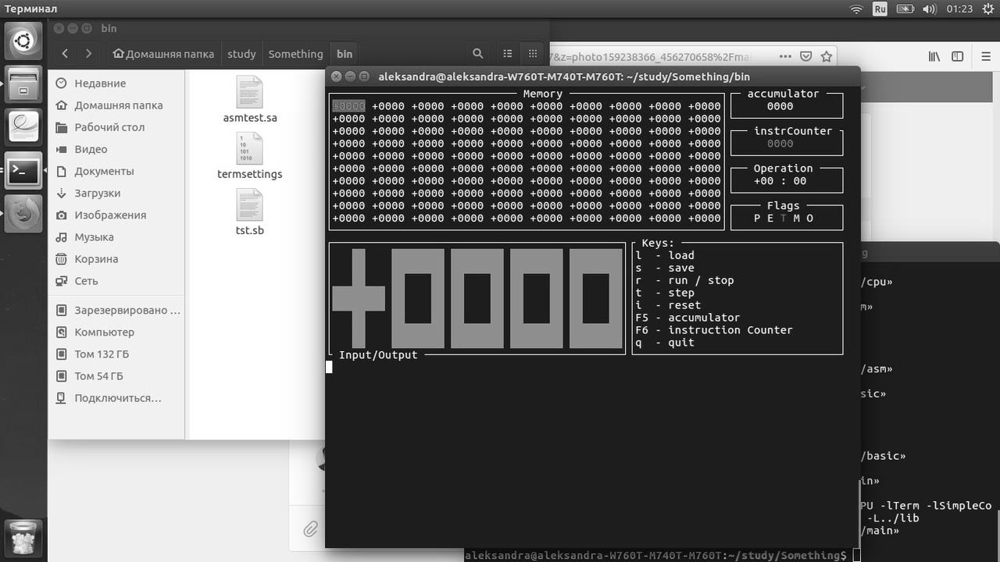 Терминал
Ru
01:23
bin
Домашняя папка
study
Something
bin
Недавние
Домашняя папка
Рабочий стол
Видео
Документы
Загрузки
Изображения
Музыка
Корзина
Сеть
Зарезервировано …
Компьютер
Том 132 ГБ
Том 54 ГБ
Подключиться…
asmtest.sa
1
10
101
1010
termsettings
tst.sb
7&z=photo159238366_456270658%2Fmai
aleksandra@aleksandra-W760T-M740T-M760T: ~/study/Something/bin
Memory
+0000 +0000 +0000 +0000 +0000 +0000 +0000 +0000 +0000 +0000
+0000 +0000 +0000 +0000 +0000 +0000 +0000 +0000 +0000 +0000
+0000 +0000 +0000 +0000 +0000 +0000 +0000 +0000 +0000 +0000
+0000 +0000 +0000 +0000 +0000 +0000 +0000 +0000 +0000 +0000
+0000 +0000 +0000 +0000 +0000 +0000 +0000 +0000 +0000 +0000
+0000 +0000 +0000 +0000 +0000 +0000 +0000 +0000 +0000 +0000
+0000 +0000 +0000 +0000 +0000 +0000 +0000 +0000 +0000 +0000
+0000 +0000 +0000 +0000 +0000 +0000 +0000 +0000 +0000 +0000
+0000 +0000 +0000 +0000 +0000 +0000 +0000 +0000 +0000 +0000
+0000 +0000 +0000 +0000 +0000 +0000 +0000 +0000 +0000 +0000
accumulator
0000
instrCounter
0000
Operation
+00 : 00
Flags
P E T M O
+0000
Input/Output
Keys:
l - load
s - save
r - run / stop
t - step
i - reset
F5 - accumulator
F6 - instruction Counter
q - quit
g
/cpu»
m»
/asm»
sic»
/basic»
in»
PU -lTerm -lSimpleCo
-L../lib
/main»
aleksandra@aleksandra-W760T-M740T-M760T:~/study/Something$